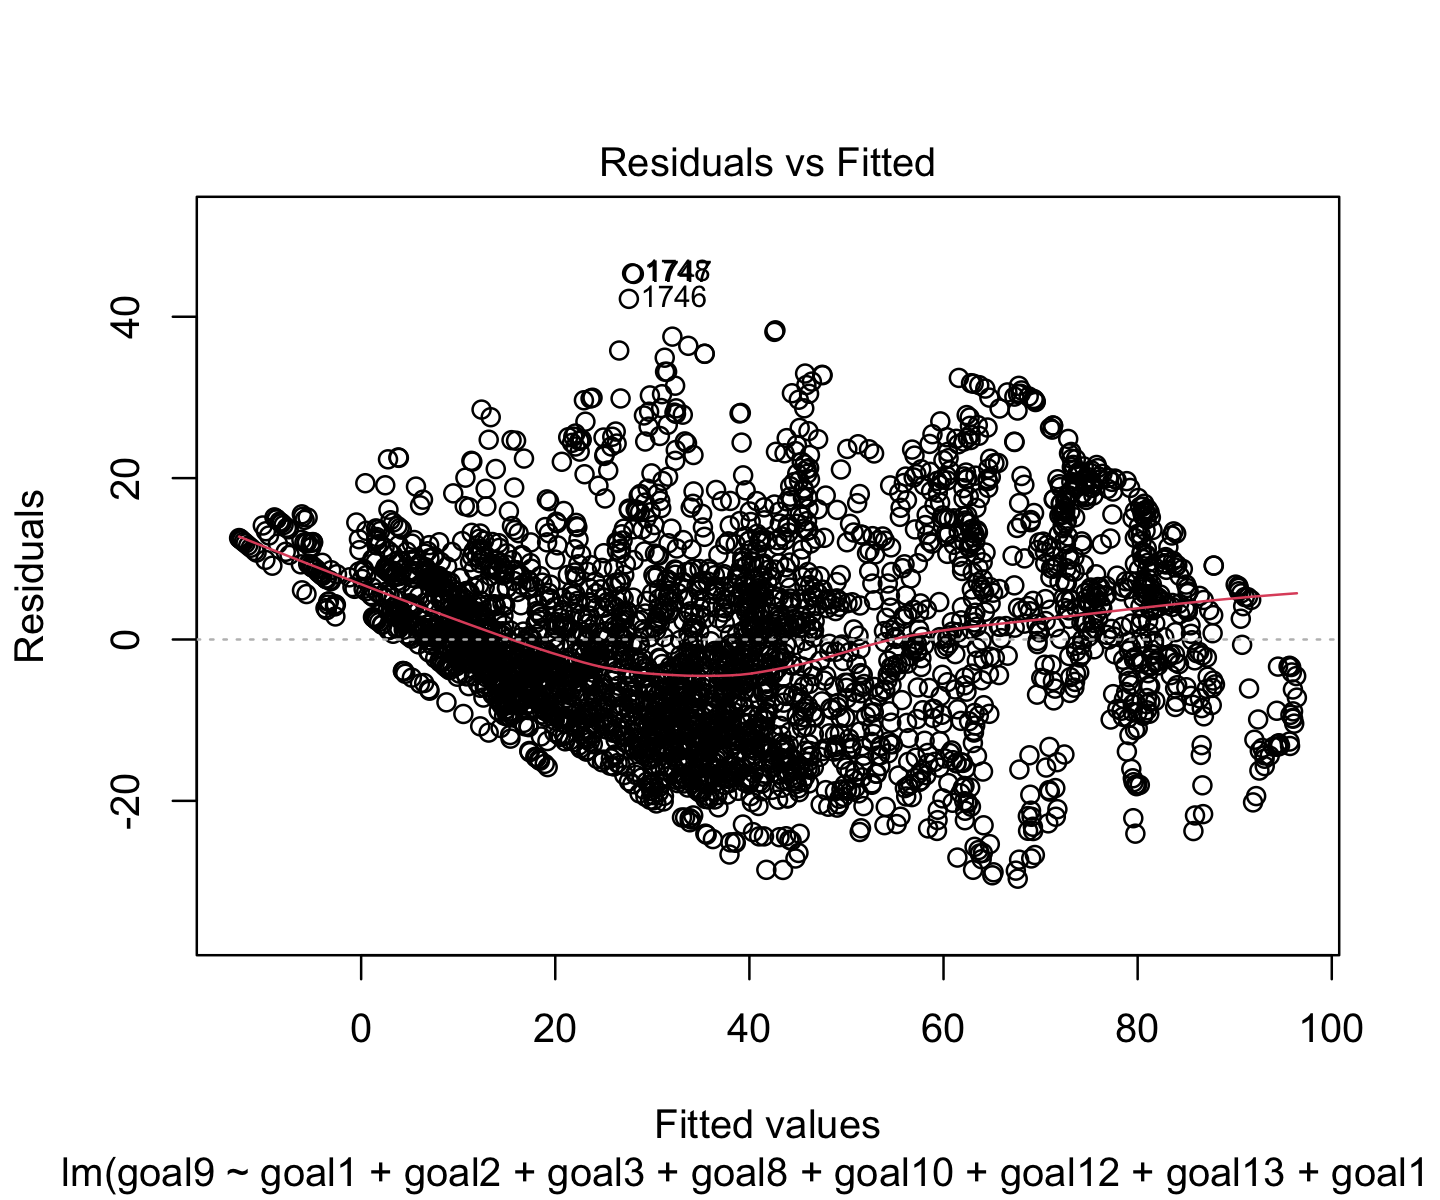 Residuals vs Fitted
1746
40
20
0
-20
Residuals
0 20 40 60 80 100
Fitted values
lm(goal9 ~ goal1 + goal2 + goal3 + goal8 + goal10 + goal12 + goal13 + goal1